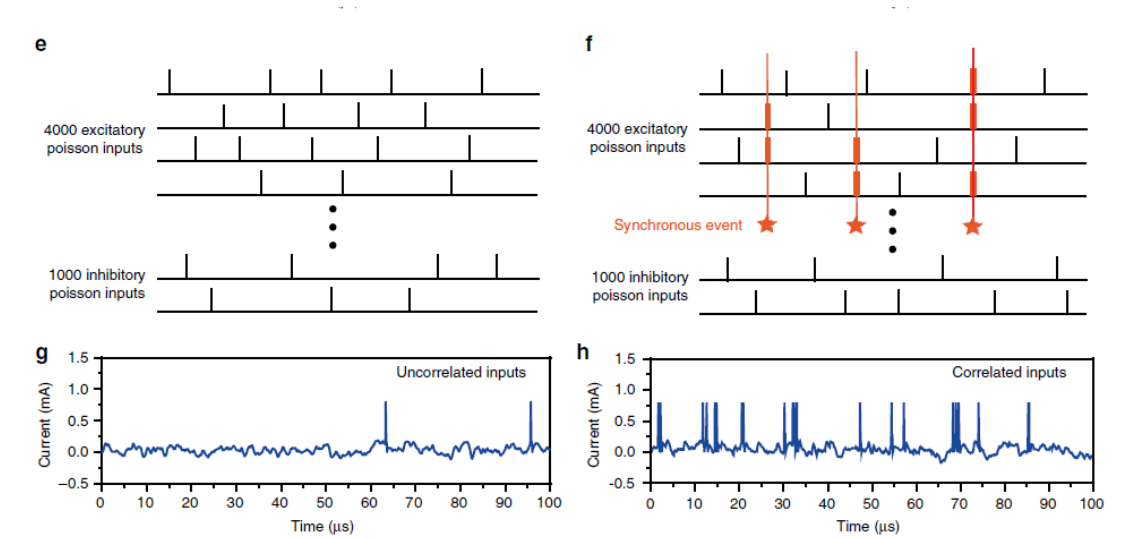 e
f
4000 excitatory
poisson inputs
4000 excitatory
poisson inputs
Synchronous event
1000 inhibitory
poisson inputs
1000 inhibitory
poisson inputs
g
h
1.5
1.0
0.5
0.0
–0.5
Current (mA)
Uncorrelated inputs
0 10 20 30 40 50 60 70 80 90 100
Time (μs)
1.5
1.0
0.5
0.0
-0.5
Current (mA)
Correlated inputs
0 10 20 30 40 50 60 70 80 90 100
Time (μs)